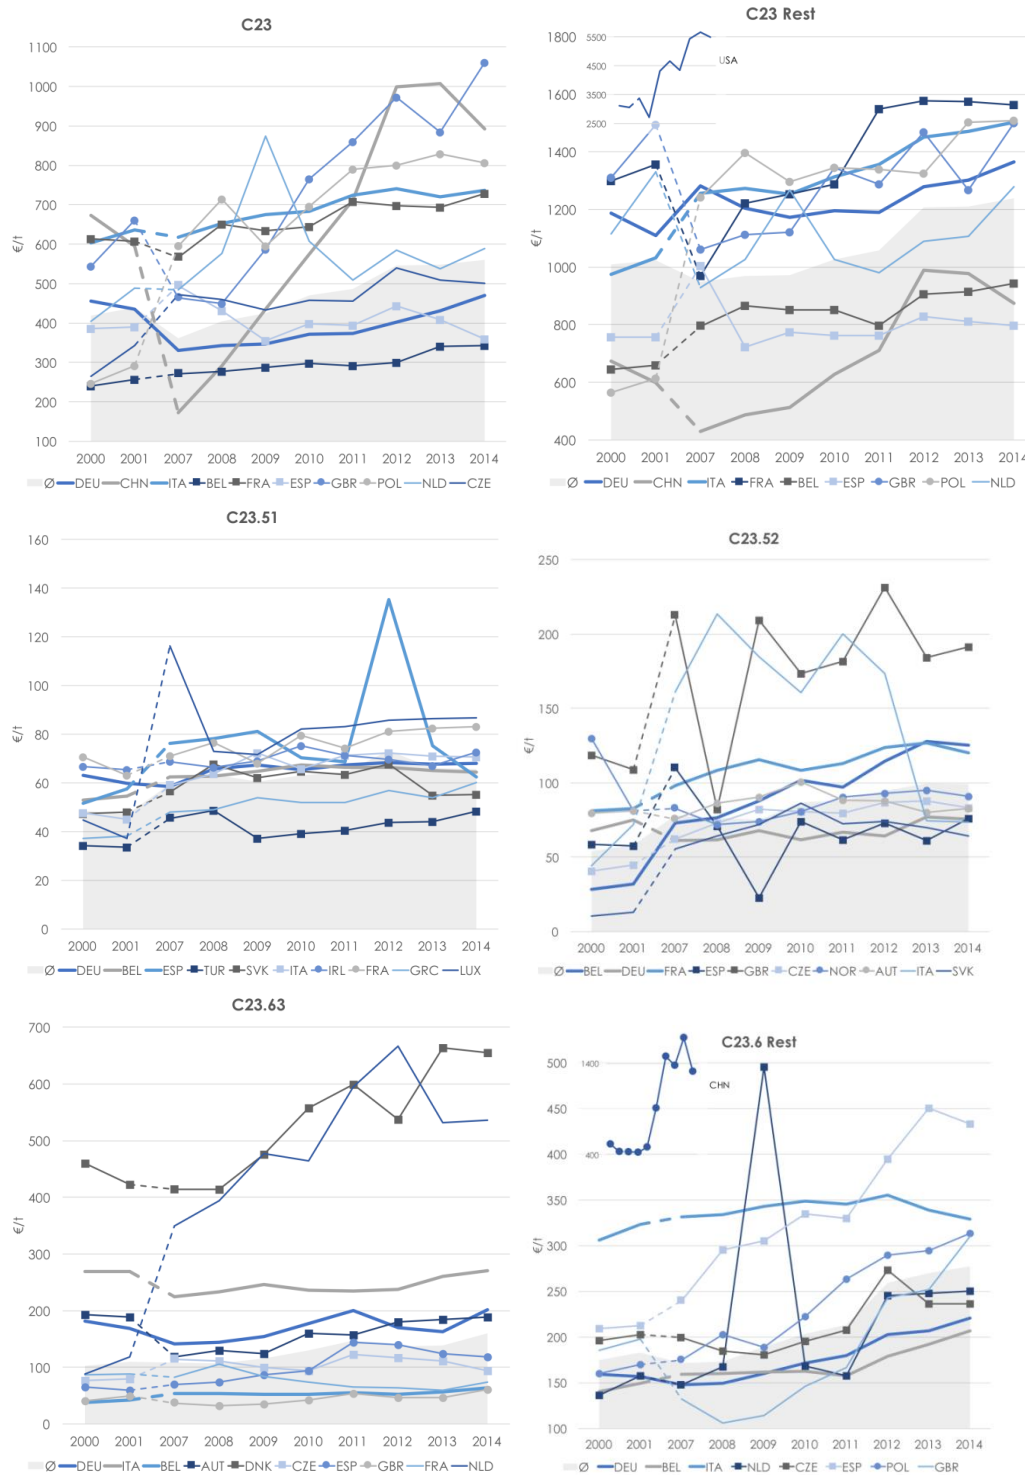 C23
1100
1000
900
800
700
600
500
400
300
200
100
€/t
2000 2001 2007 2008 2009 2010 2011 2012 2013 2014
Ø DEU CHN ITA BEL FRA ESP GBR POL NLD CZE
C23 Rest
1800
1600
1400
1200
1000
800
600
400
5500
4500
3500
2500
USA
€/t
2000 2001 2007 2008 2009 2010 2011 2012 2013 2014
Ø DEU CHN ITA FRA BEL ESP GBR POL NLD
C23.51
160
140
120
100
80
60
40
20
0
€/t
2000 2001 2007 2008 2009 2010 2011 2012 2013 2014
Ø DEU BEL ESP TUR SVK ITA IRL FRA GRC LUX
C23.52
250
200
150
100
50
0
€/t
2000 2001 2007 2008 2009 2010 2011 2012 2013 2014
Ø BEL DEU FRA ESP GBR CZE NOR AUT ITA SVK
C23.63
700
600
500
400
300
200
100
0
€/t
2000 2001 2007 2008 2009 2010 2011 2012 2013 2014
Ø DEU ITA BEL AUT DNK CZE ESP GBR FRA NLD
C23.6 Rest
500
450
400
350
300
250
200
150
100
1400
400
CHN
€/t
2000 2001 2007 2008 2009 2010 2011 2012 2013 2014
Ø DEU BEL ITA NLD CZE ESP POL GBR